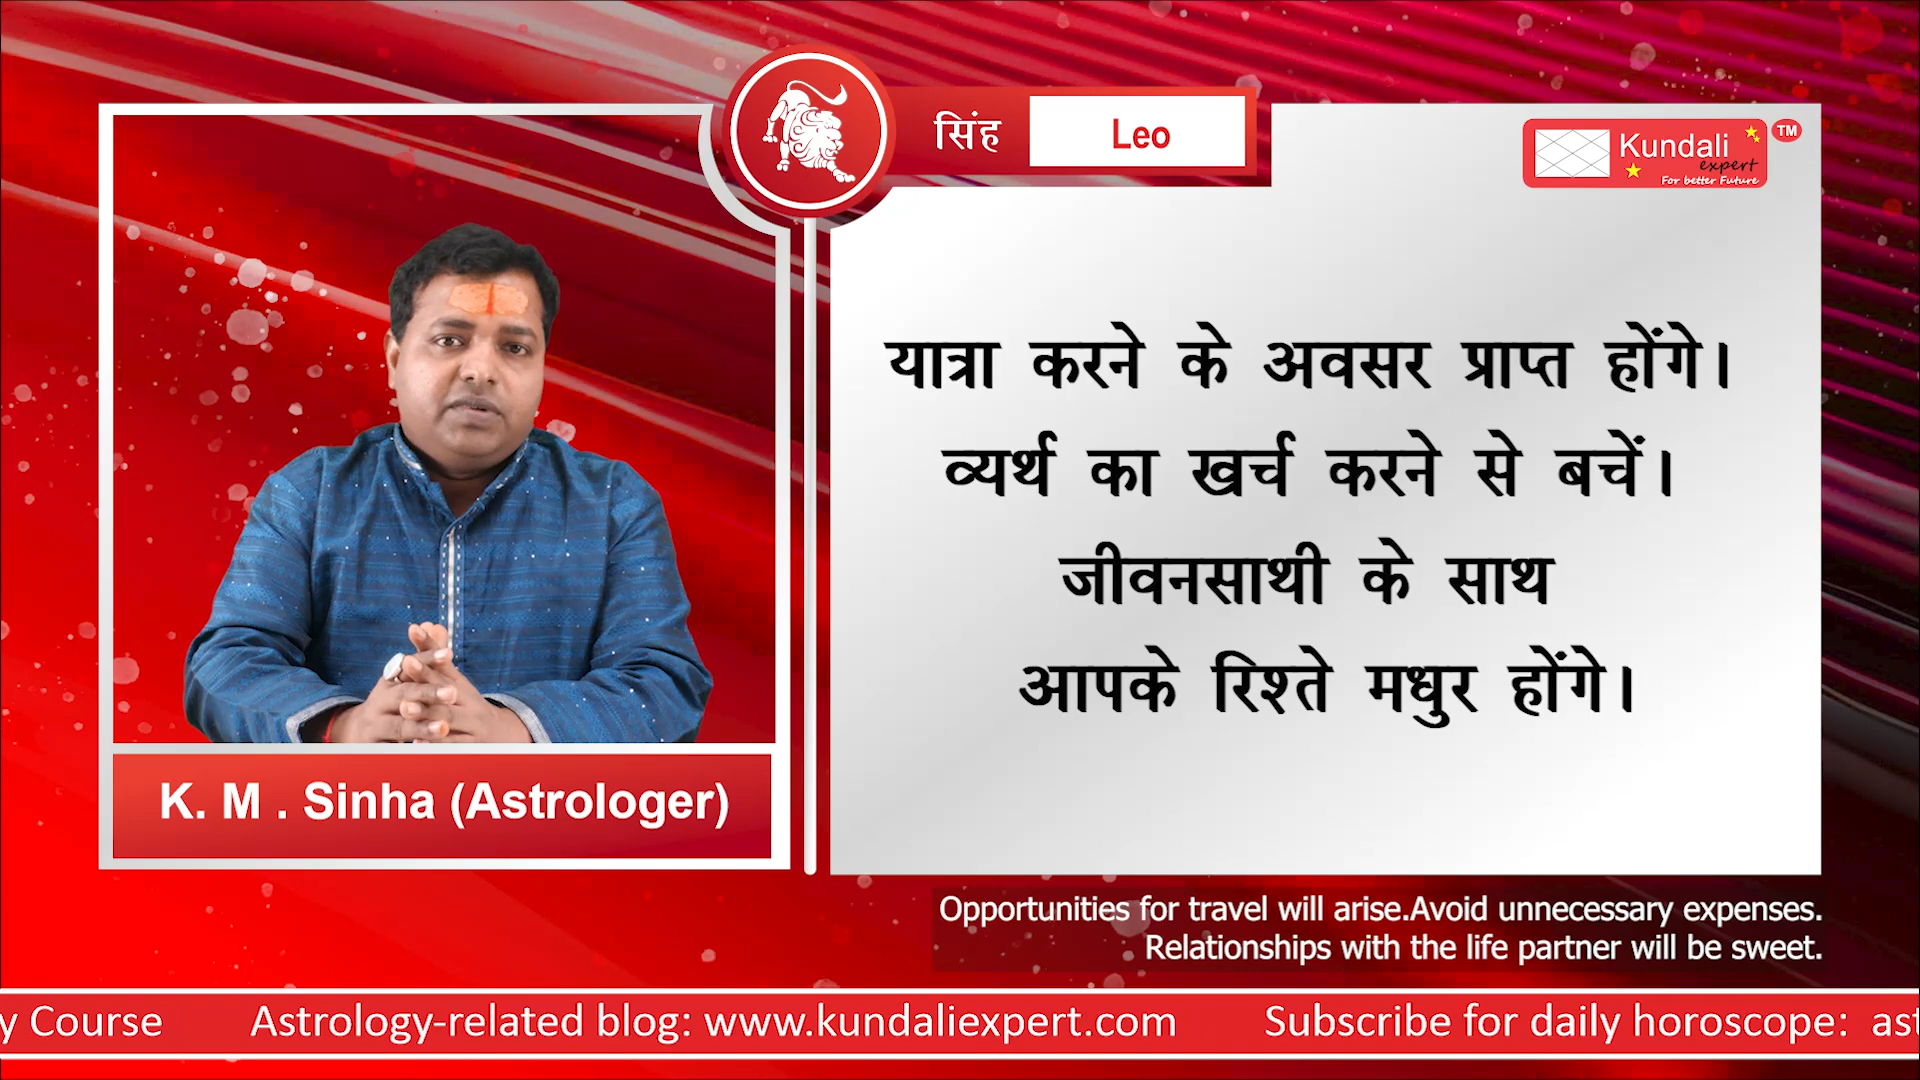 सिंह
Leo
Kundali
expert
For better Future
TM
यात्रा करने के अवसर प्राप्त होंगे।
व्यर्थ का खर्च करने से बचें।
जीवनसाथी के साथ
आपके रिश्ते मधुर होंगे।
K. M . Sinha (Astrologer)
Opportunities for travel will arise.Avoid unnecessary expenses.
Relationships with the life partner will be sweet.
y Course Astrology-related blog: www.kundaliexpert.com Subscribe for daily horoscope: ast